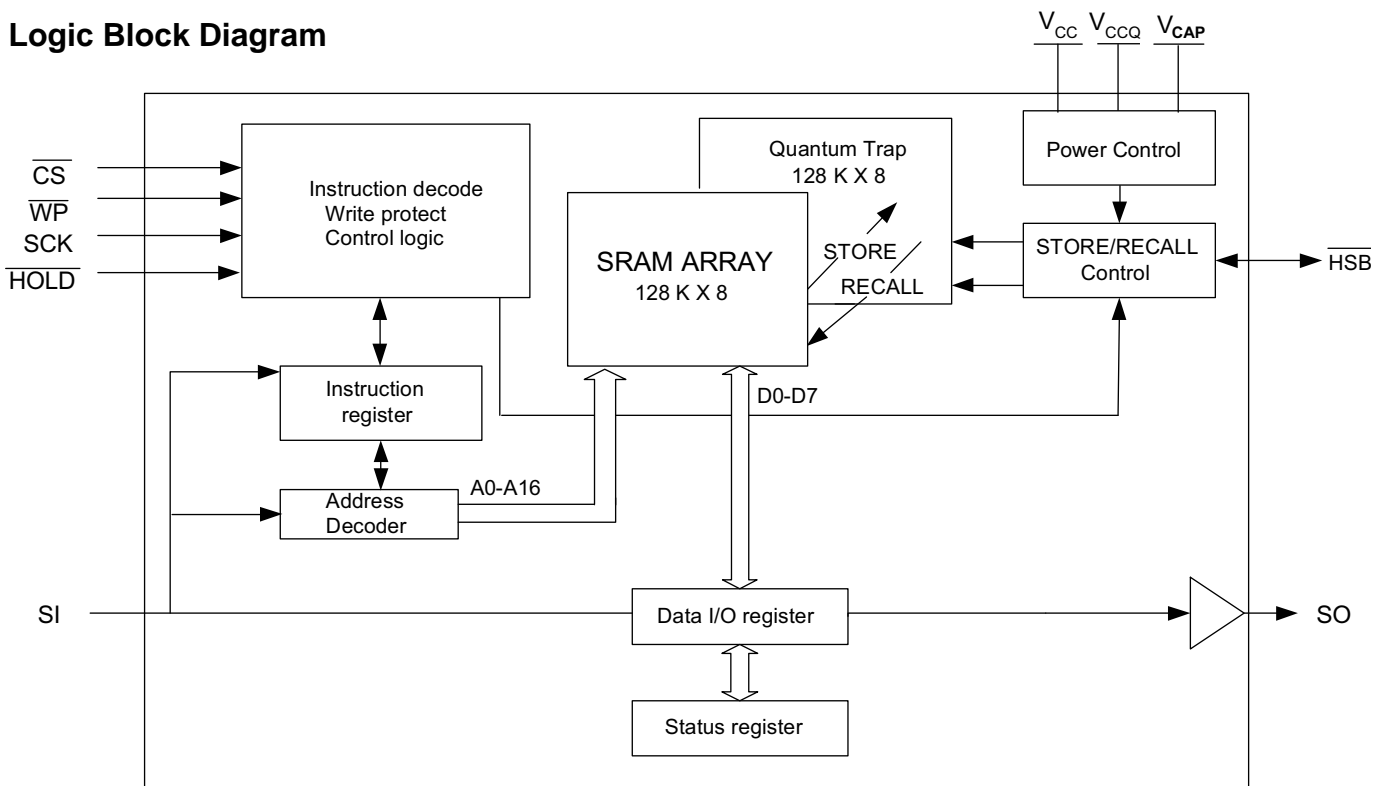 Logic Block Diagram
VCC VCCQ VCAP
CS
WP
SCK
HOLD
Instruction decode
Write protect
Control logic
Quantum Trap
128 K X 8
SRAM ARRAY
128 K X 8
STORE
RECALL
Power Control
STORE/RECALL
Control
HSB
Instruction
register
D0-D7
Address
Decoder
A0-A16
SI
Data I/O register
SO
Status register